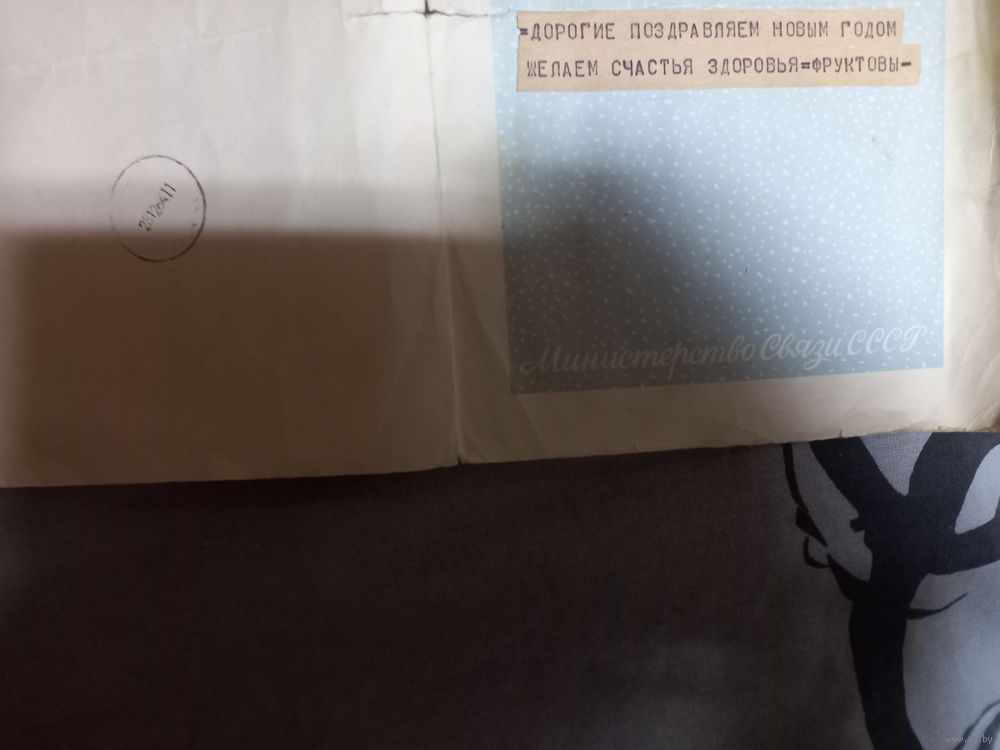 =ДОРОГИЕ ПОЗДРАВЛЯЕМ НОВЫМ ГОДОМ
ЖЕЛАЕМ СЧАСТЬЯ ЗДОРОВЬЯ=ФРУКТОВЫ-
Министерство Связи СССР